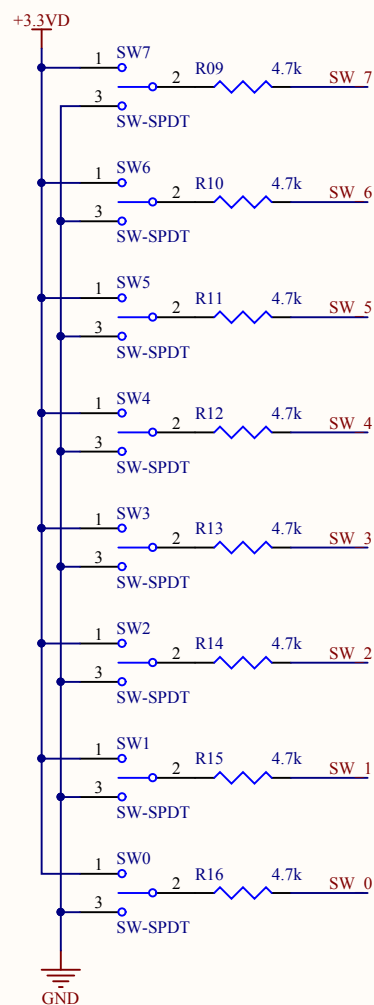 +3.3VD
SW7
1
2 R09 4.7k SW_7
3
SW-SPDT
SW6
1
2 R10 4.7k SW_6
3
SW-SPDT
SW5
1
2 R11 4.7k SW_5
3
SW-SPDT
SW4
1
2 R12 4.7k SW_4
3
SW-SPDT
SW3
1
2 R13 4.7k SW_3
3
SW-SPDT
SW2
1
2 R14 4.7k SW_2
3
SW-SPDT
SW1
1
2 R15 4.7k SW_1
3
SW-SPDT
SW0
1
2 R16 4.7k SW_0
3
SW-SPDT
GND